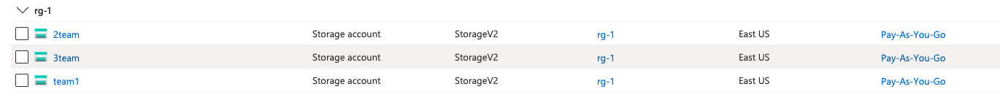 rg-1
2team Storage account StorageV2 rg-1 East US Pay-As-You-Go
3team Storage account StorageV2 rg-1 East US Pay-As-You-Go
team1 Storage account StorageV2 rg-1 East US Pay-As-You-Go